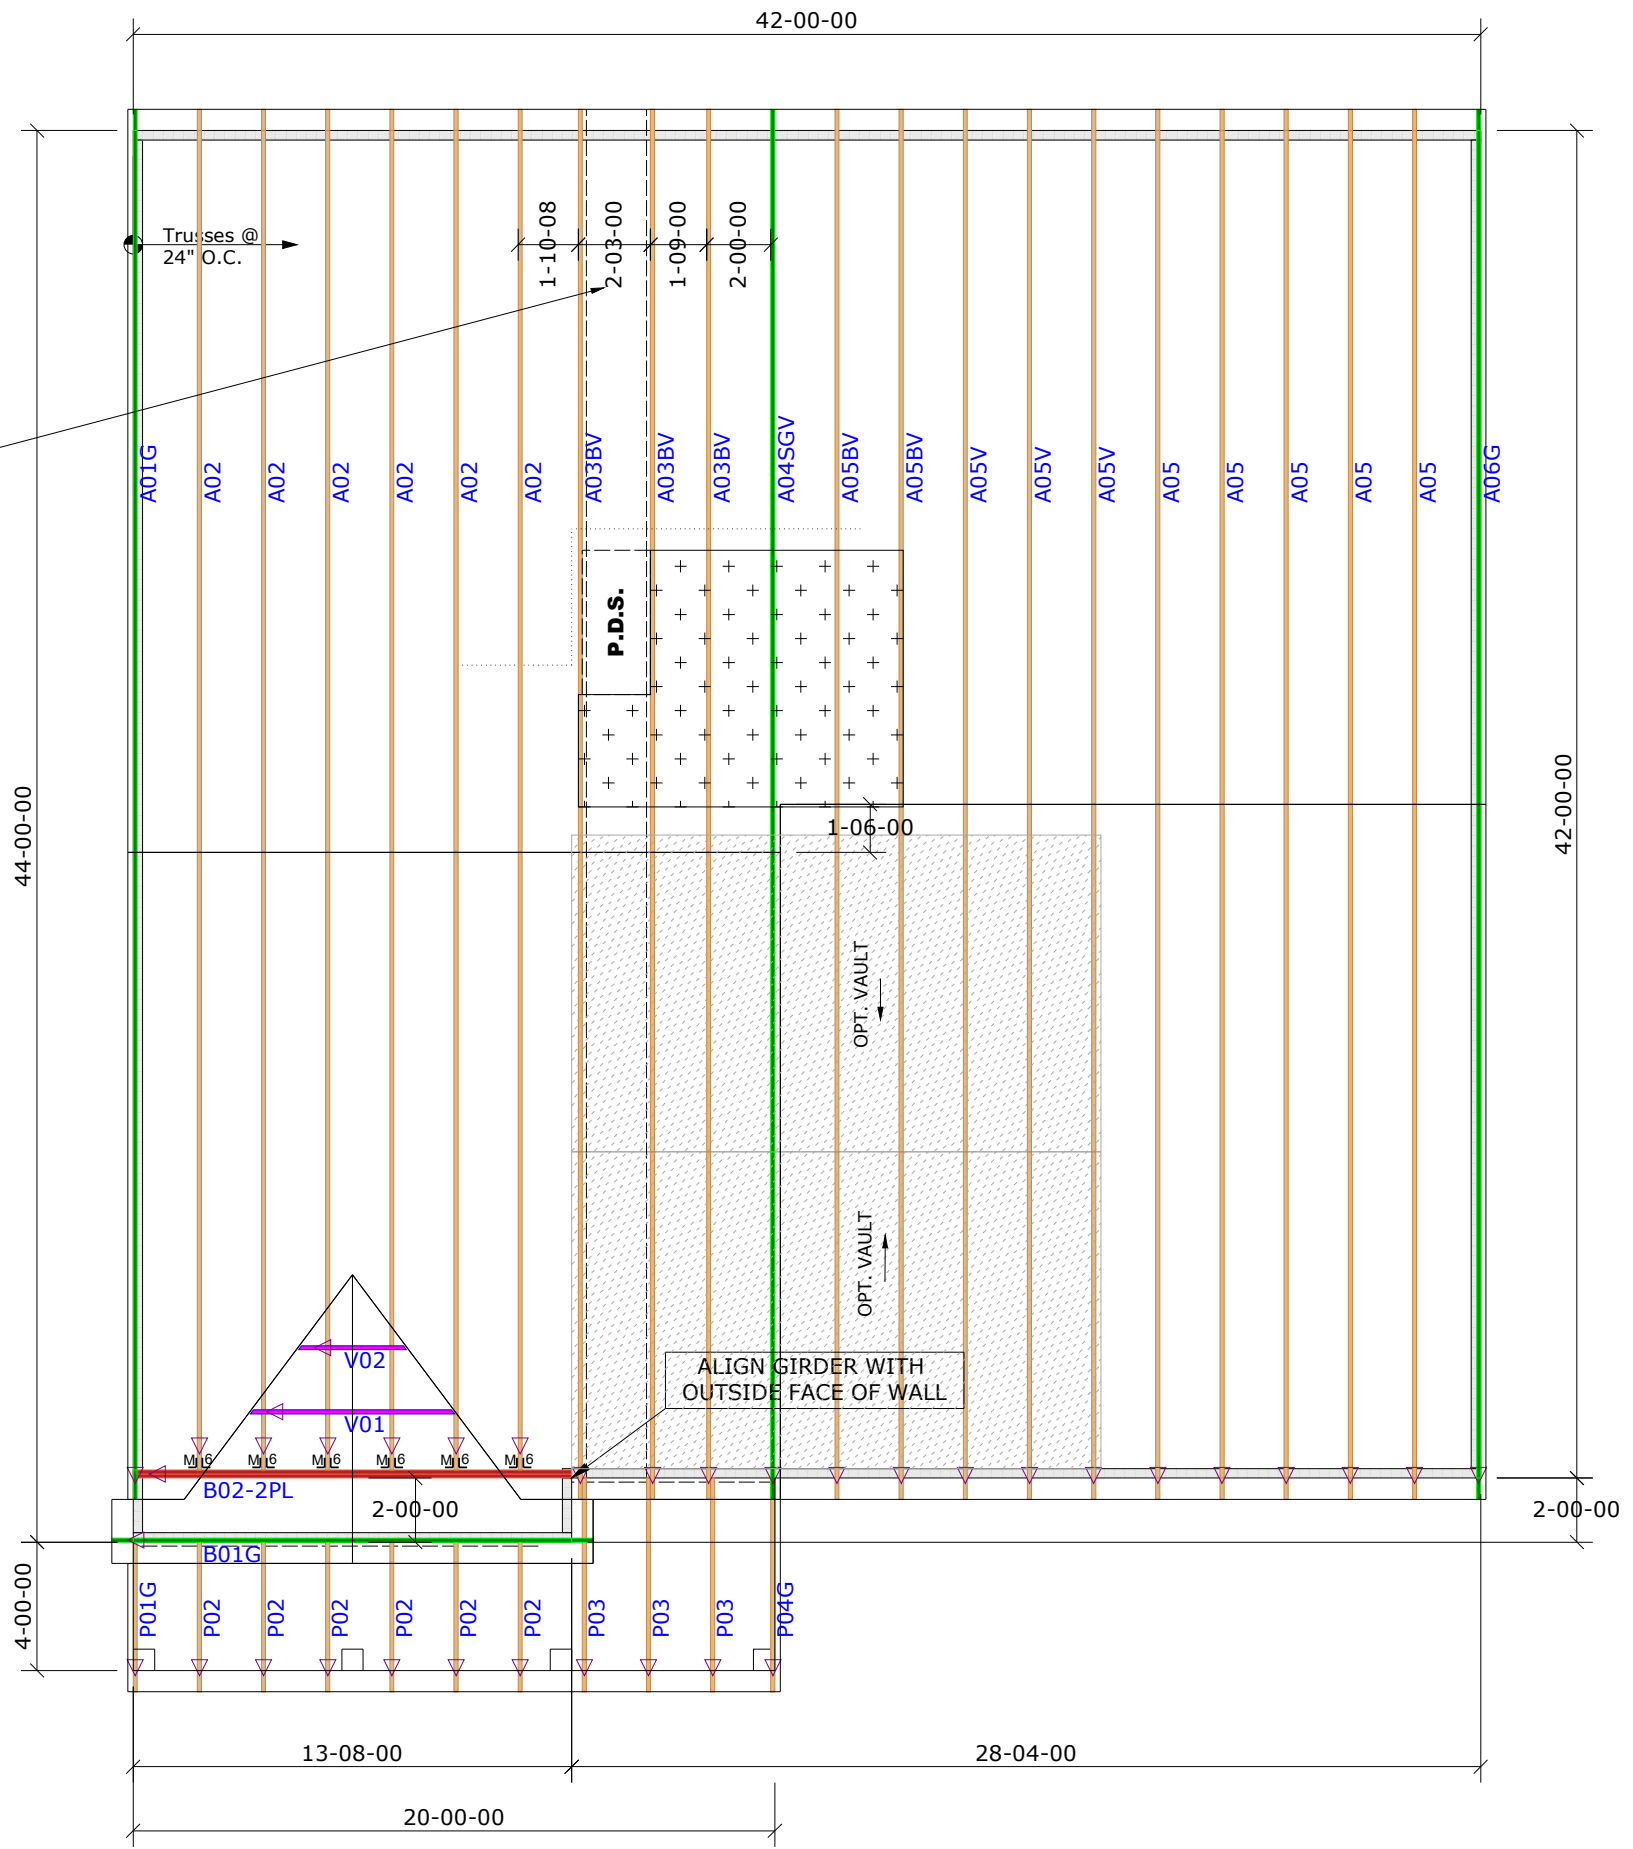 42-00-00
Trusses @
24" O.C.
1-10-08
2-03-00
1-09-00
2-00-00
A01G
A02
A02
A02
A02
A02
A02
A03BV
A03BV
A03BV
A04SGV
A05BV
A05BV
A05V
A05V
A05V
A05
A05
A05
A05
A05
A06G
P.D.S.
44-00-00
42-00-00
1-06-00
OPT. VAULT
OPT. VAULT
ALIGN GIRDER WITH
OUTSIDE FACE OF WALL
V02
V01
B02-2PL
2-00-00
2-00-00
B01G
4-00-00
P01G
P02
P02
P02
P02
P02
P02
P03
P03
P03
P04G
13-08-00
28-04-00
20-00-00